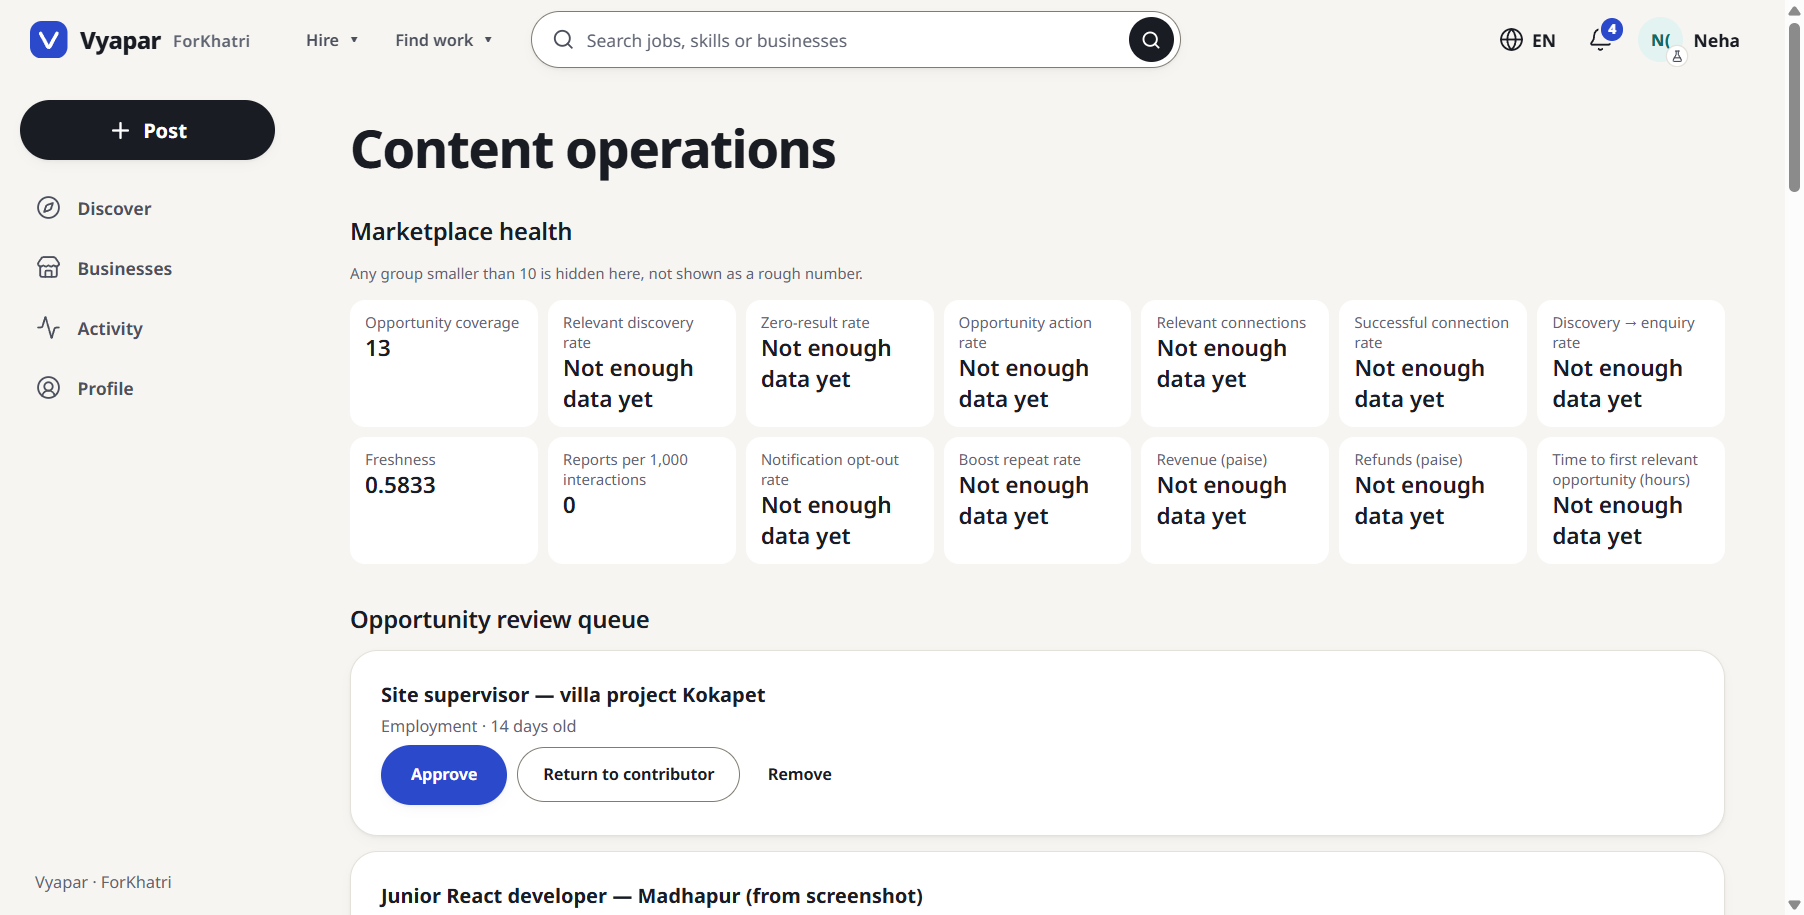 Vyapar ForKhatri
Hire
Find work
Search jobs, skills or businesses
EN
4
N(
Neha
Post
Discover
Businesses
Activity
Profile
Vyapar · ForKhatri
Content operations
Marketplace health
Any group smaller than 10 is hidden here, not shown as a rough number.
Opportunity coverage
13
Relevant discovery
rate
Not enough
data yet
Zero-result rate
Not enough
data yet
Opportunity action
rate
Not enough
data yet
Relevant connections
Not enough
data yet
Successful connection
rate
Not enough
data yet
Discovery → enquiry
rate
Not enough
data yet
Freshness
0.5833
Reports per 1,000
interactions
0
Notification opt-out
rate
Not enough
data yet
Boost repeat rate
Not enough
data yet
Revenue (paise)
Not enough
data yet
Refunds (paise)
Not enough
data yet
Time to first relevant
opportunity (hours)
Not enough
data yet
Opportunity review queue
Site supervisor — villa project Kokapet
Employment · 14 days old
Approve
Return to contributor
Remove
Junior React developer — Madhapur (from screenshot)